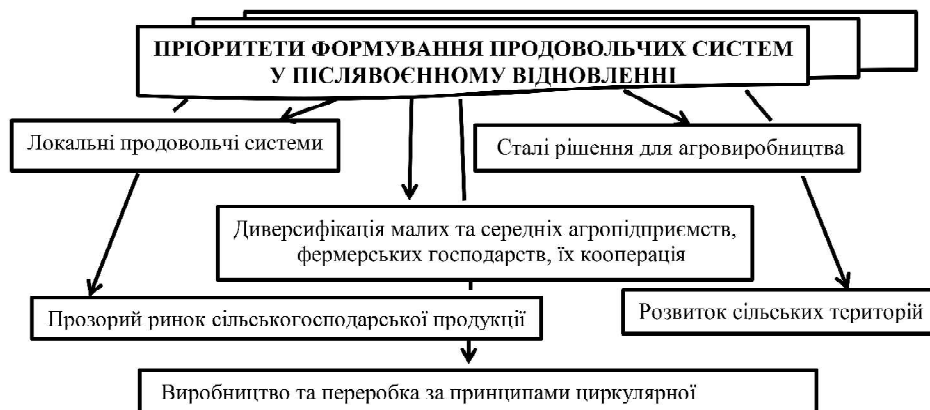 ПРІОРИТЕТИ ФОРМУВАННЯ ПРОДОВОЛЬЧИХ СИСТЕМ
У ПІСЛЯВОЄННОМУ ВІДНОВЛЕННІ
Локальні продовольчі системи
Сталі рішення для агровиробництва
Диверсифікація малих та середніх агропідприємств,
фермерських господарств, їх кооперація
Прозорий ринок сільськогосподарської продукції
Розвиток сільських територій
Виробництво та переробка за принципами циркулярної